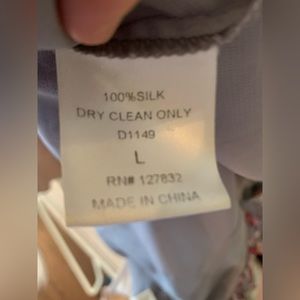 100%SILK
DRY CLEAN ONLY
D1149
L
RN# 127832
MADE IN CHINA